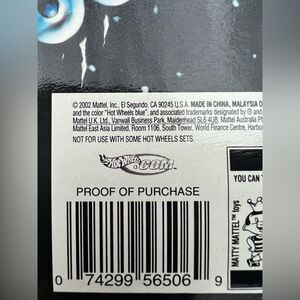 © 2002 Mattel, Inc. El Segundo, CA 90245 U.S.A. MADE IN CHINA, MALAYSIA O
and the color "Hot Wheels blue", and associated trademarks designated by ® and
Mattel U.K. Ltd., Vanwall Business Park, Maidenhead SL6 4UB. Mattel Australia P
Mattel East Asia Limited, Room 1106, South Tower, World Finance Centre, Harbo
NOT FOR USE WITH SOME HOT WHEELS SETS.
Hot Wheels
.COM
PROOF OF PURCHASE
YOU CAN T
MATTY MATTEL™ toys
0 74299 56506 9